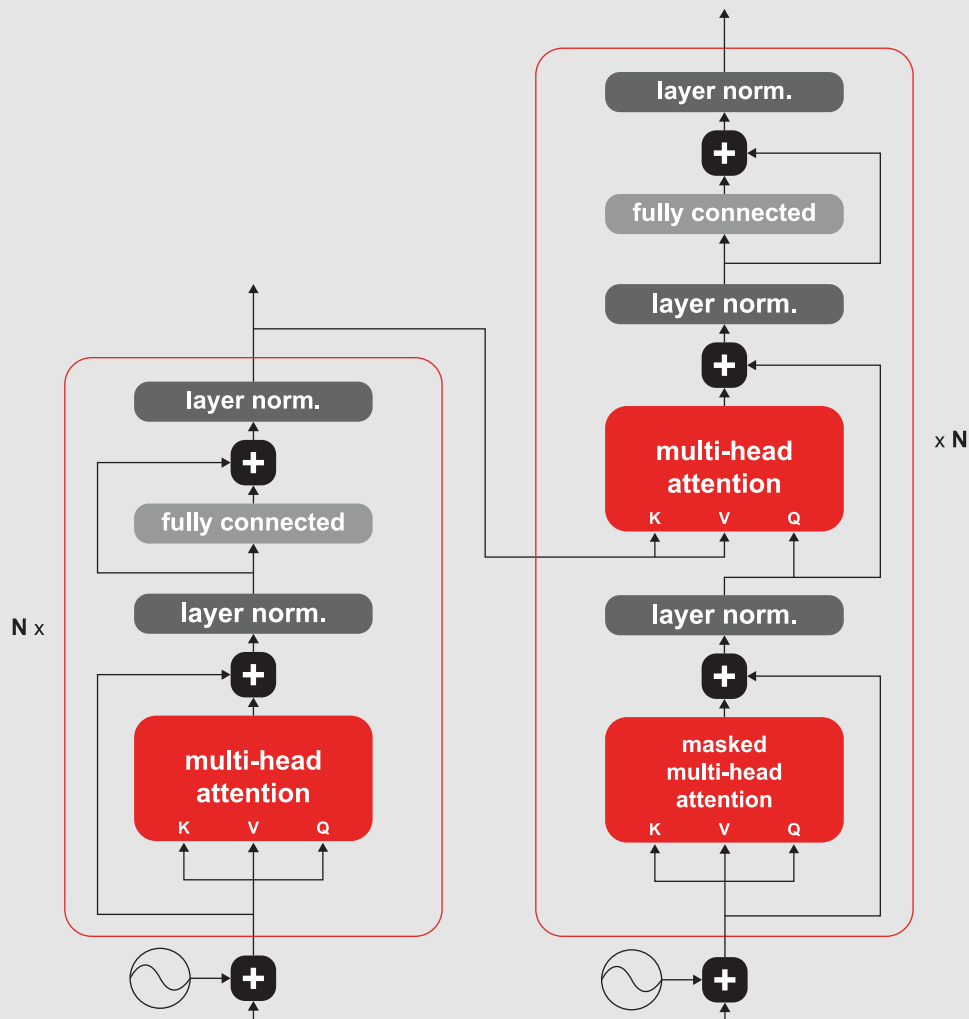 layer norm.
fully connected
layer norm.
multi-head
attention
K V Q
N x
layer norm.
fully connected
layer norm.
multi-head
attention
K V Q
layer norm.
masked
multi-head
attention
K V Q
x N